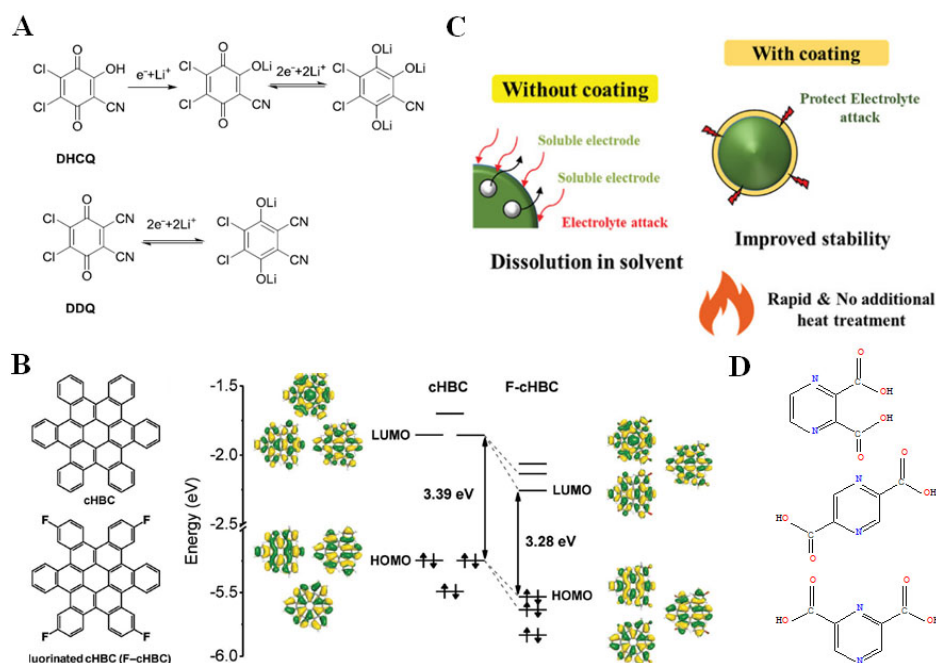 A
O
OH
Cl
Cl
CN
O
DHCQ
e⁻+Li⁺
O
OLi
Cl
Cl
CN
O
2e⁻+2Li⁺
OLi
OLi
Cl
Cl
CN
OLi
O
Cl
CN
Cl
CN
O
DDQ
2e⁻+2Li⁺
OLi
Cl
CN
Cl
CN
OLi
C
Without coating
Soluble electrode
Soluble electrode
Electrolyte attack
Dissolution in solvent
With coating
Protect Electrolyte
attack
Improved stability
Rapid & No additional
heat treatment
B
cHBC
F
F
F
F
luorinated cHBC (F–cHBC)
Energy (eV)
-1.5
-2.0
-2.5
-5.5
-6.0
cHBC
F-cHBC
LUMO
3.39 eV
HOMO
LUMO
3.28 eV
HOMO
D
O
N
C
OH
OH
N
C
O
O
N
C
OH
HO
C
N
O
O
O
C
N
C
HO
OH
N